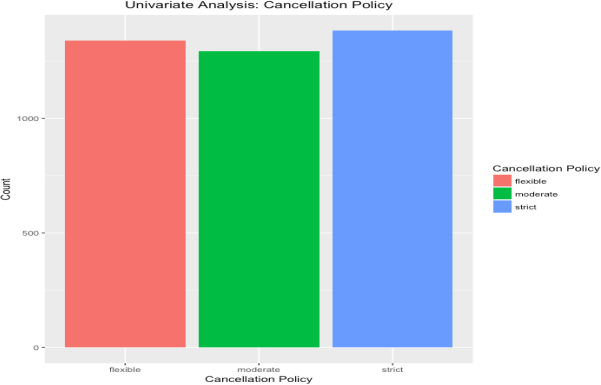 Univariate Analysis: Cancellation Policy
Count
1000
500
0
flexible
moderate
strict
Cancellation Policy
Cancellation Policy
flexible
moderate
strict